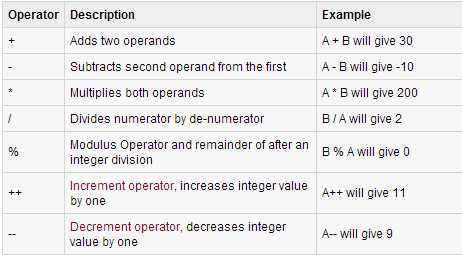 Operator Description Example
+ Adds two operands A + B will give 30
- Subtracts second operand from the first A - B will give -10
* Multiplies both operands A * B will give 200
/ Divides numerator by de-numerator B / A will give 2
% Modulus Operator and remainder of after an
integer division B % A will give 0
++ Increment operator, increases integer value
by one A++ will give 11
-- Decrement operator, decreases integer
value by one A-- will give 9